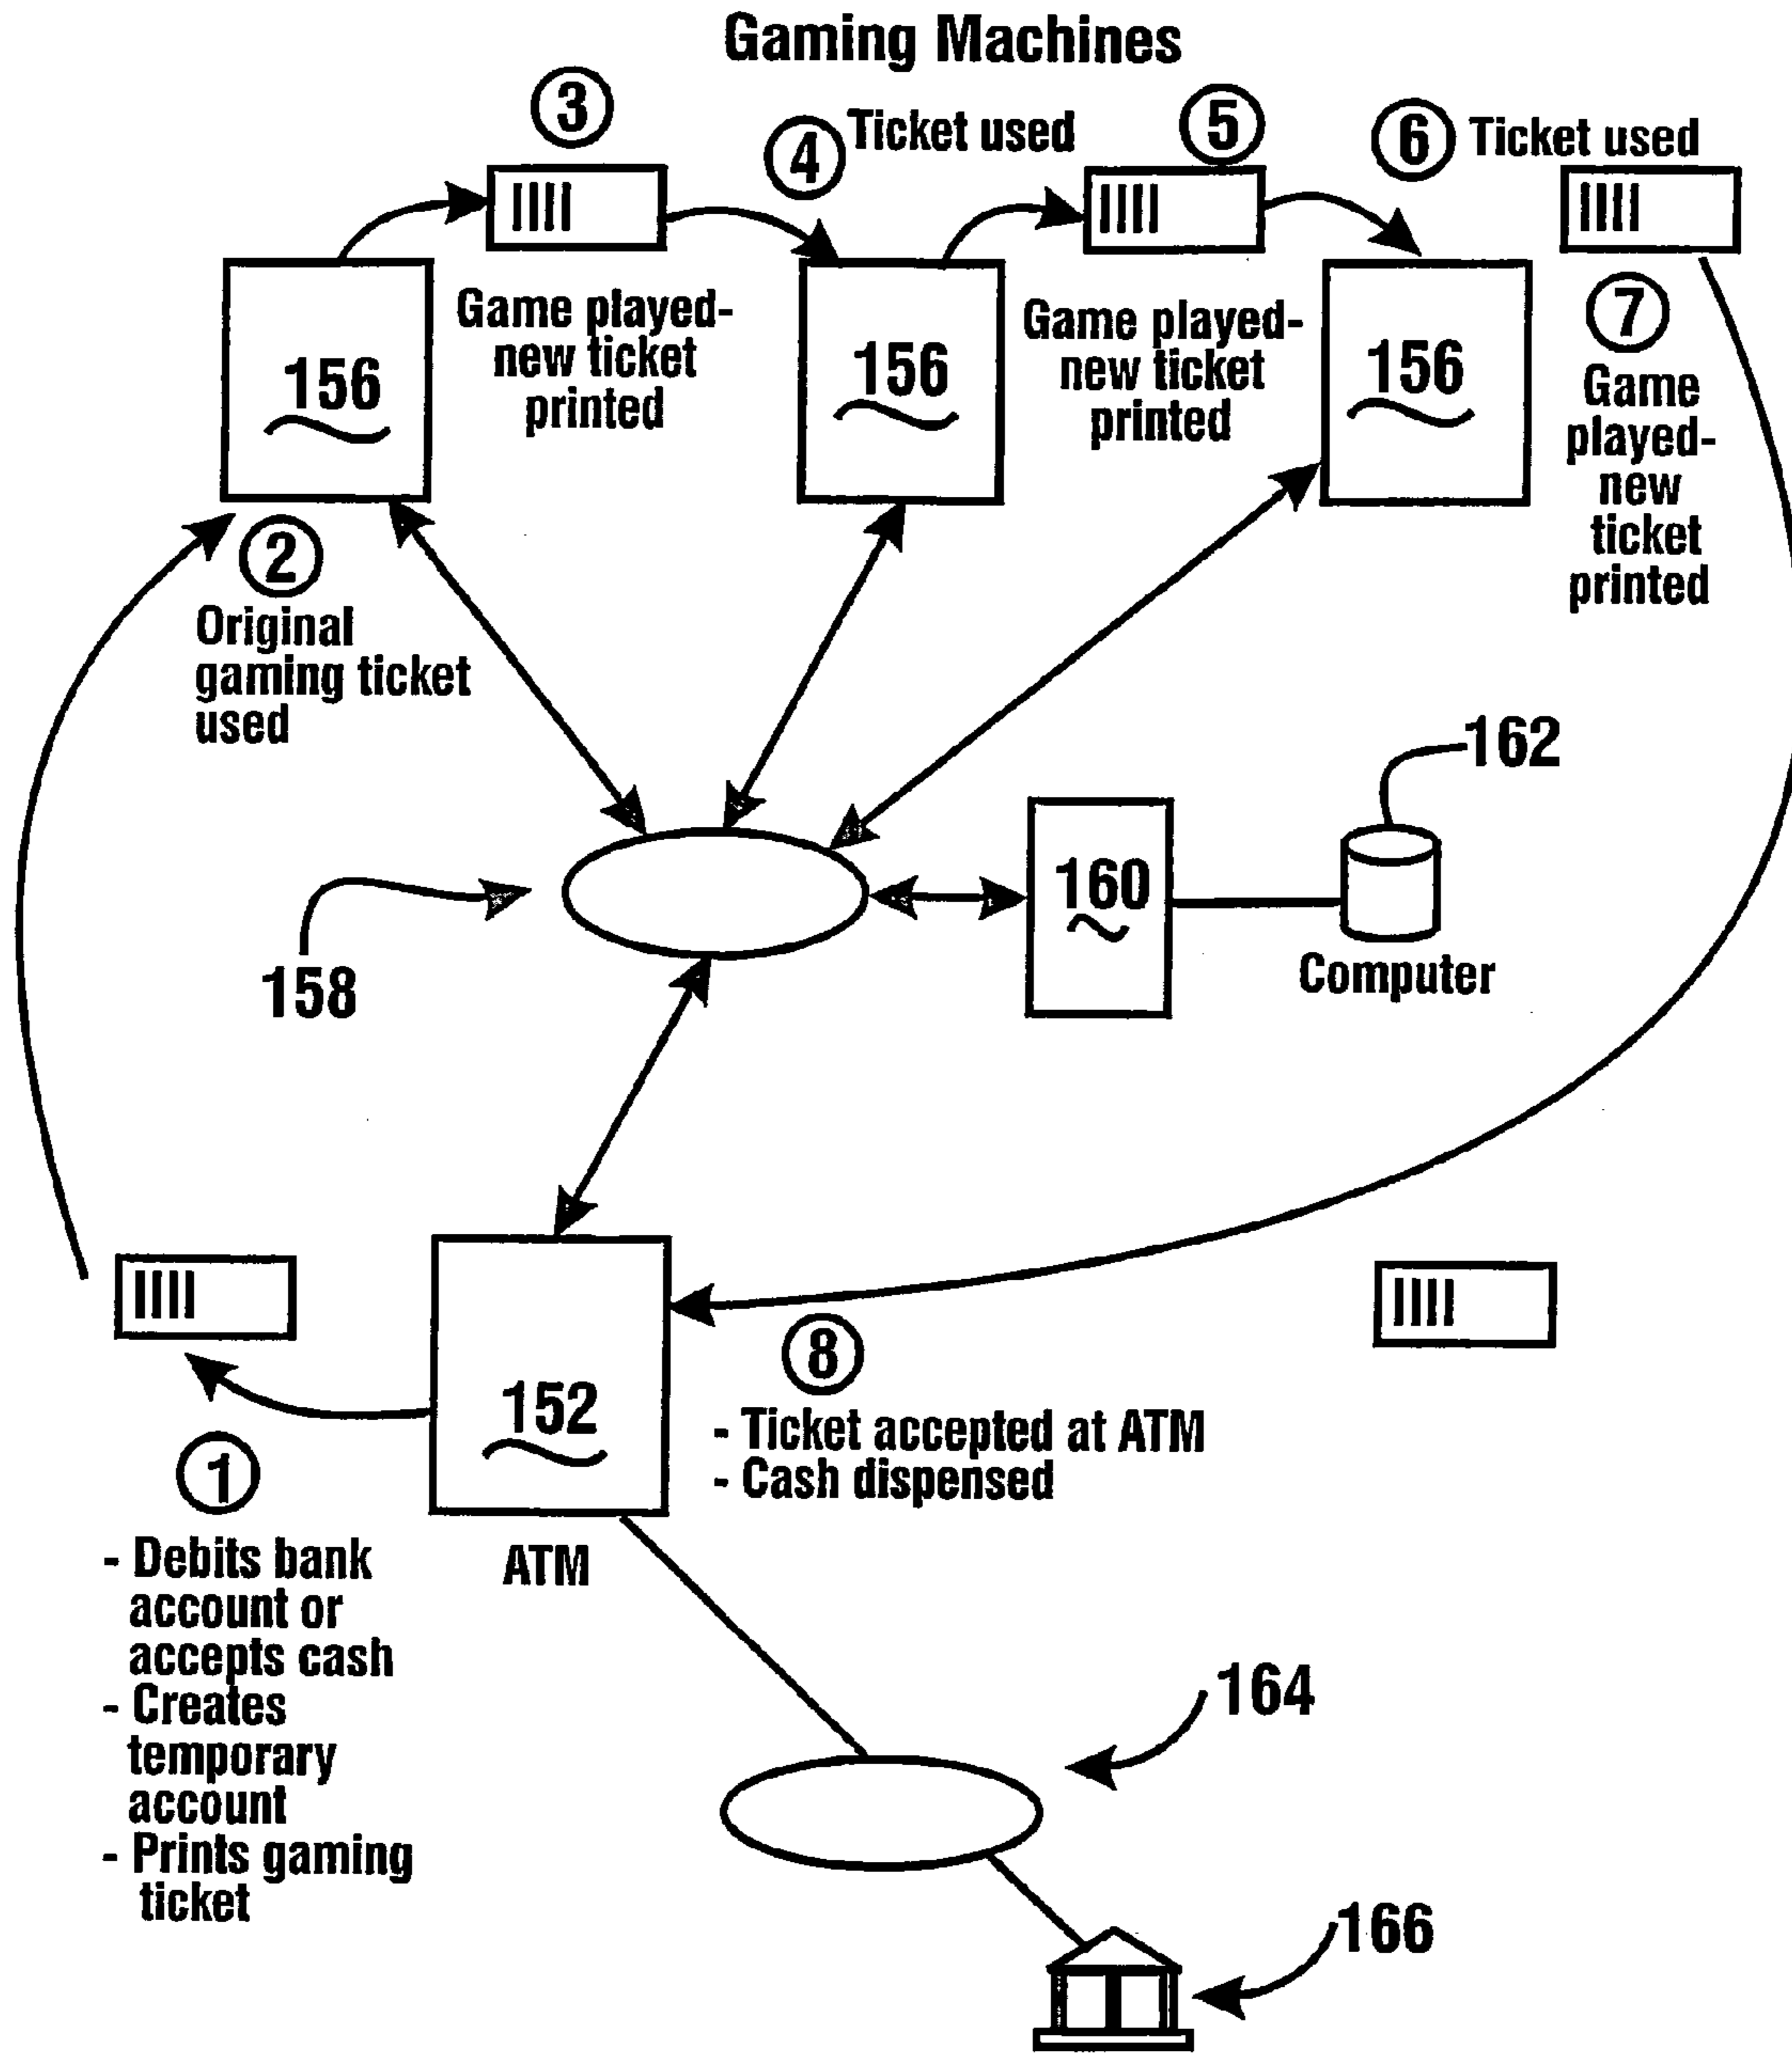 Gaming Machines
3
4
Ticket used
5
6
Ticket used
156
Game played-
new ticket
printed
156
Game played-
new ticket
printed
156
7
Game
played-
new
ticket
printed
2
Original
gaming ticket
used
162
160
158
Computer
152
8
- Ticket accepted at ATM
- Cash dispensed
1
ATM
- Debits bank
account or
accepts cash
- Creates
temporary
account
- Prints gaming
ticket
164
166